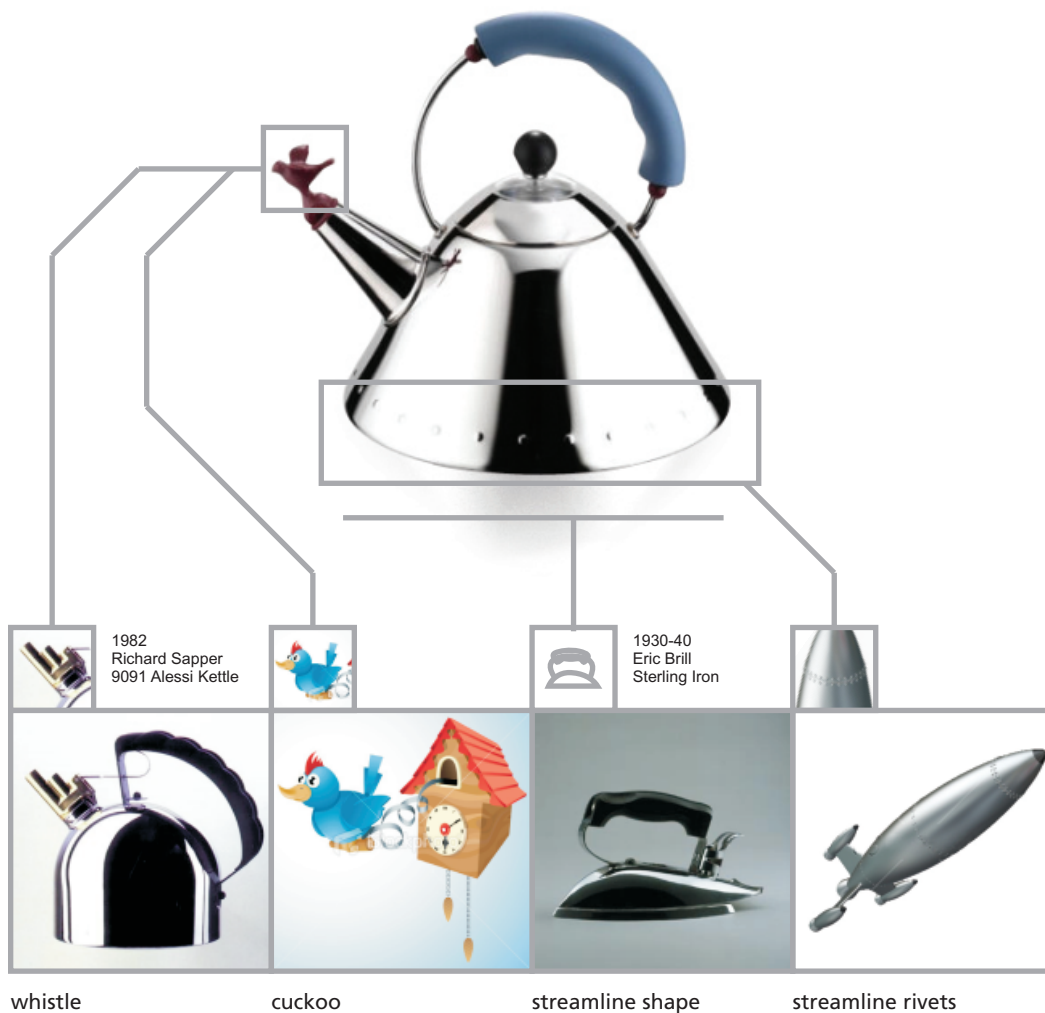 1982
Richard Sapper
9091 Alessi Kettle
1930-40
Eric Brill
Sterling Iron
whistle
cuckoo
streamline shape
streamline rivets